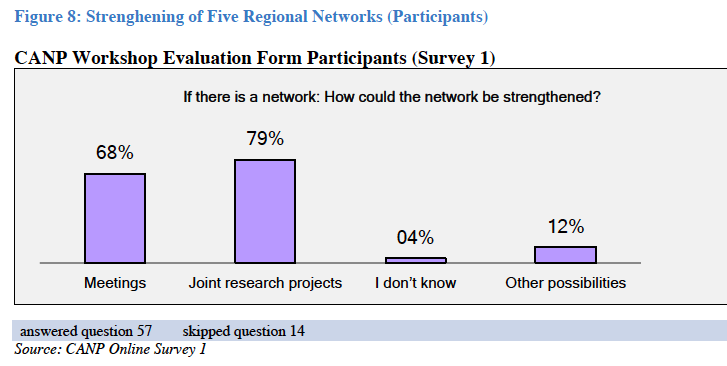 Figure 8: Strenghening of Five Regional Networks (Participants)
CANP Workshop Evaluation Form Participants (Survey 1)
If there is a network: How could the network be strengthened?
68%
79%
04%
12%
Meetings
Joint research projects
I don't know
Other possibilities
answered question 57 skipped question 14
Source: CANP Online Survey 1